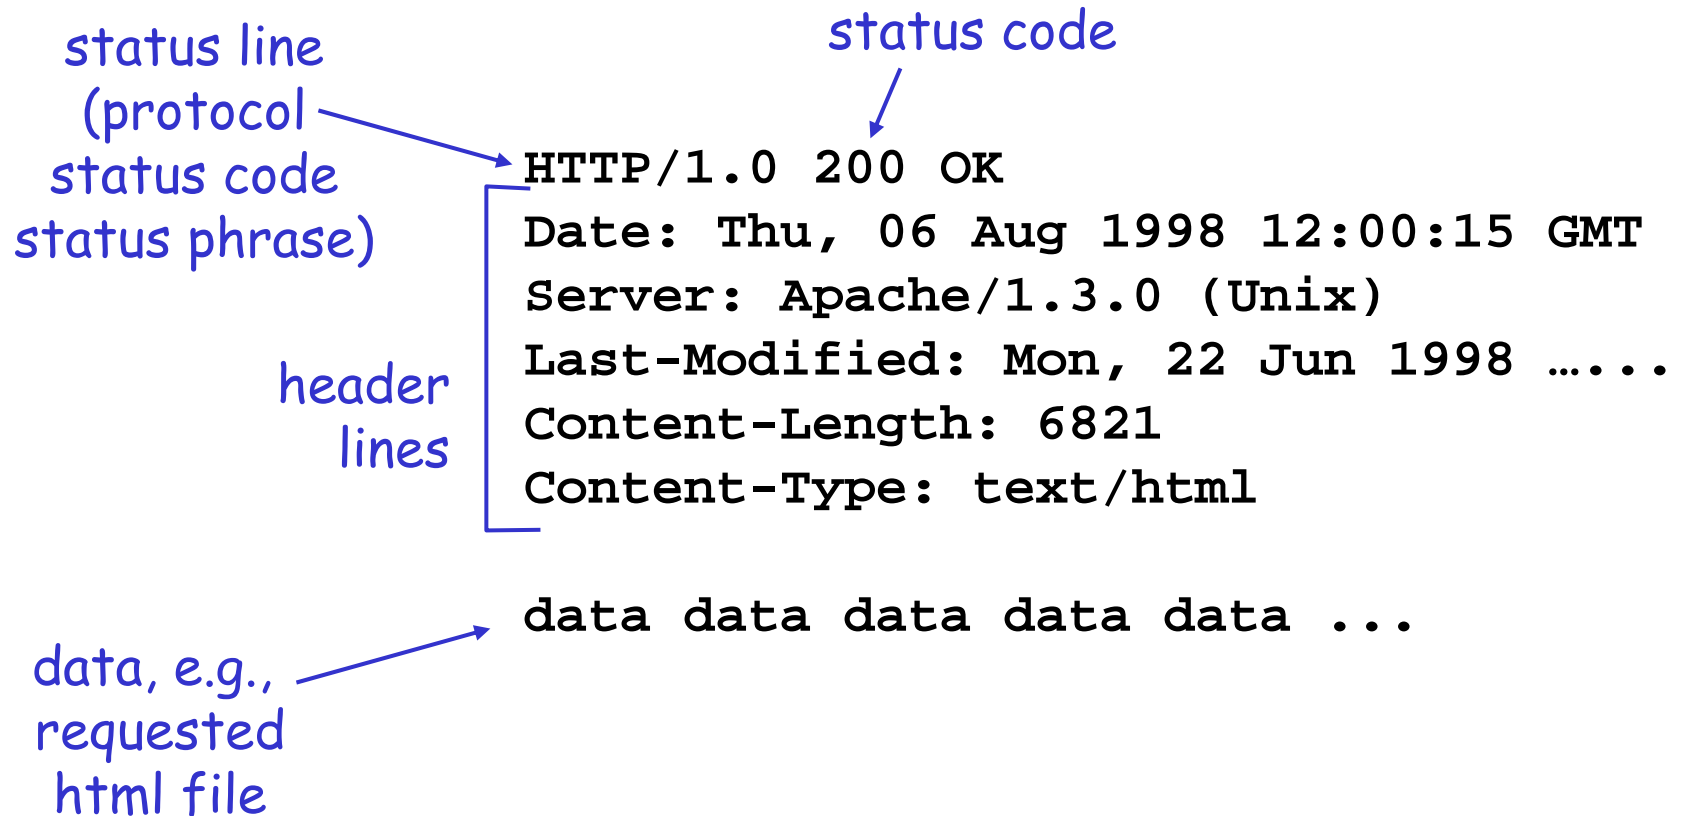 status line
(protocol
status code
status phrase)
status code
HTTP/1.0 200 OK
Date: Thu, 06 Aug 1998 12:00:15 GMT
Server: Apache/1.3.0 (Unix)
Last-Modified: Mon, 22 Jun 1998 …...
Content-Length: 6821
Content-Type: text/html
header
lines
data data data data data ...
data, e.g.,
requested
html file